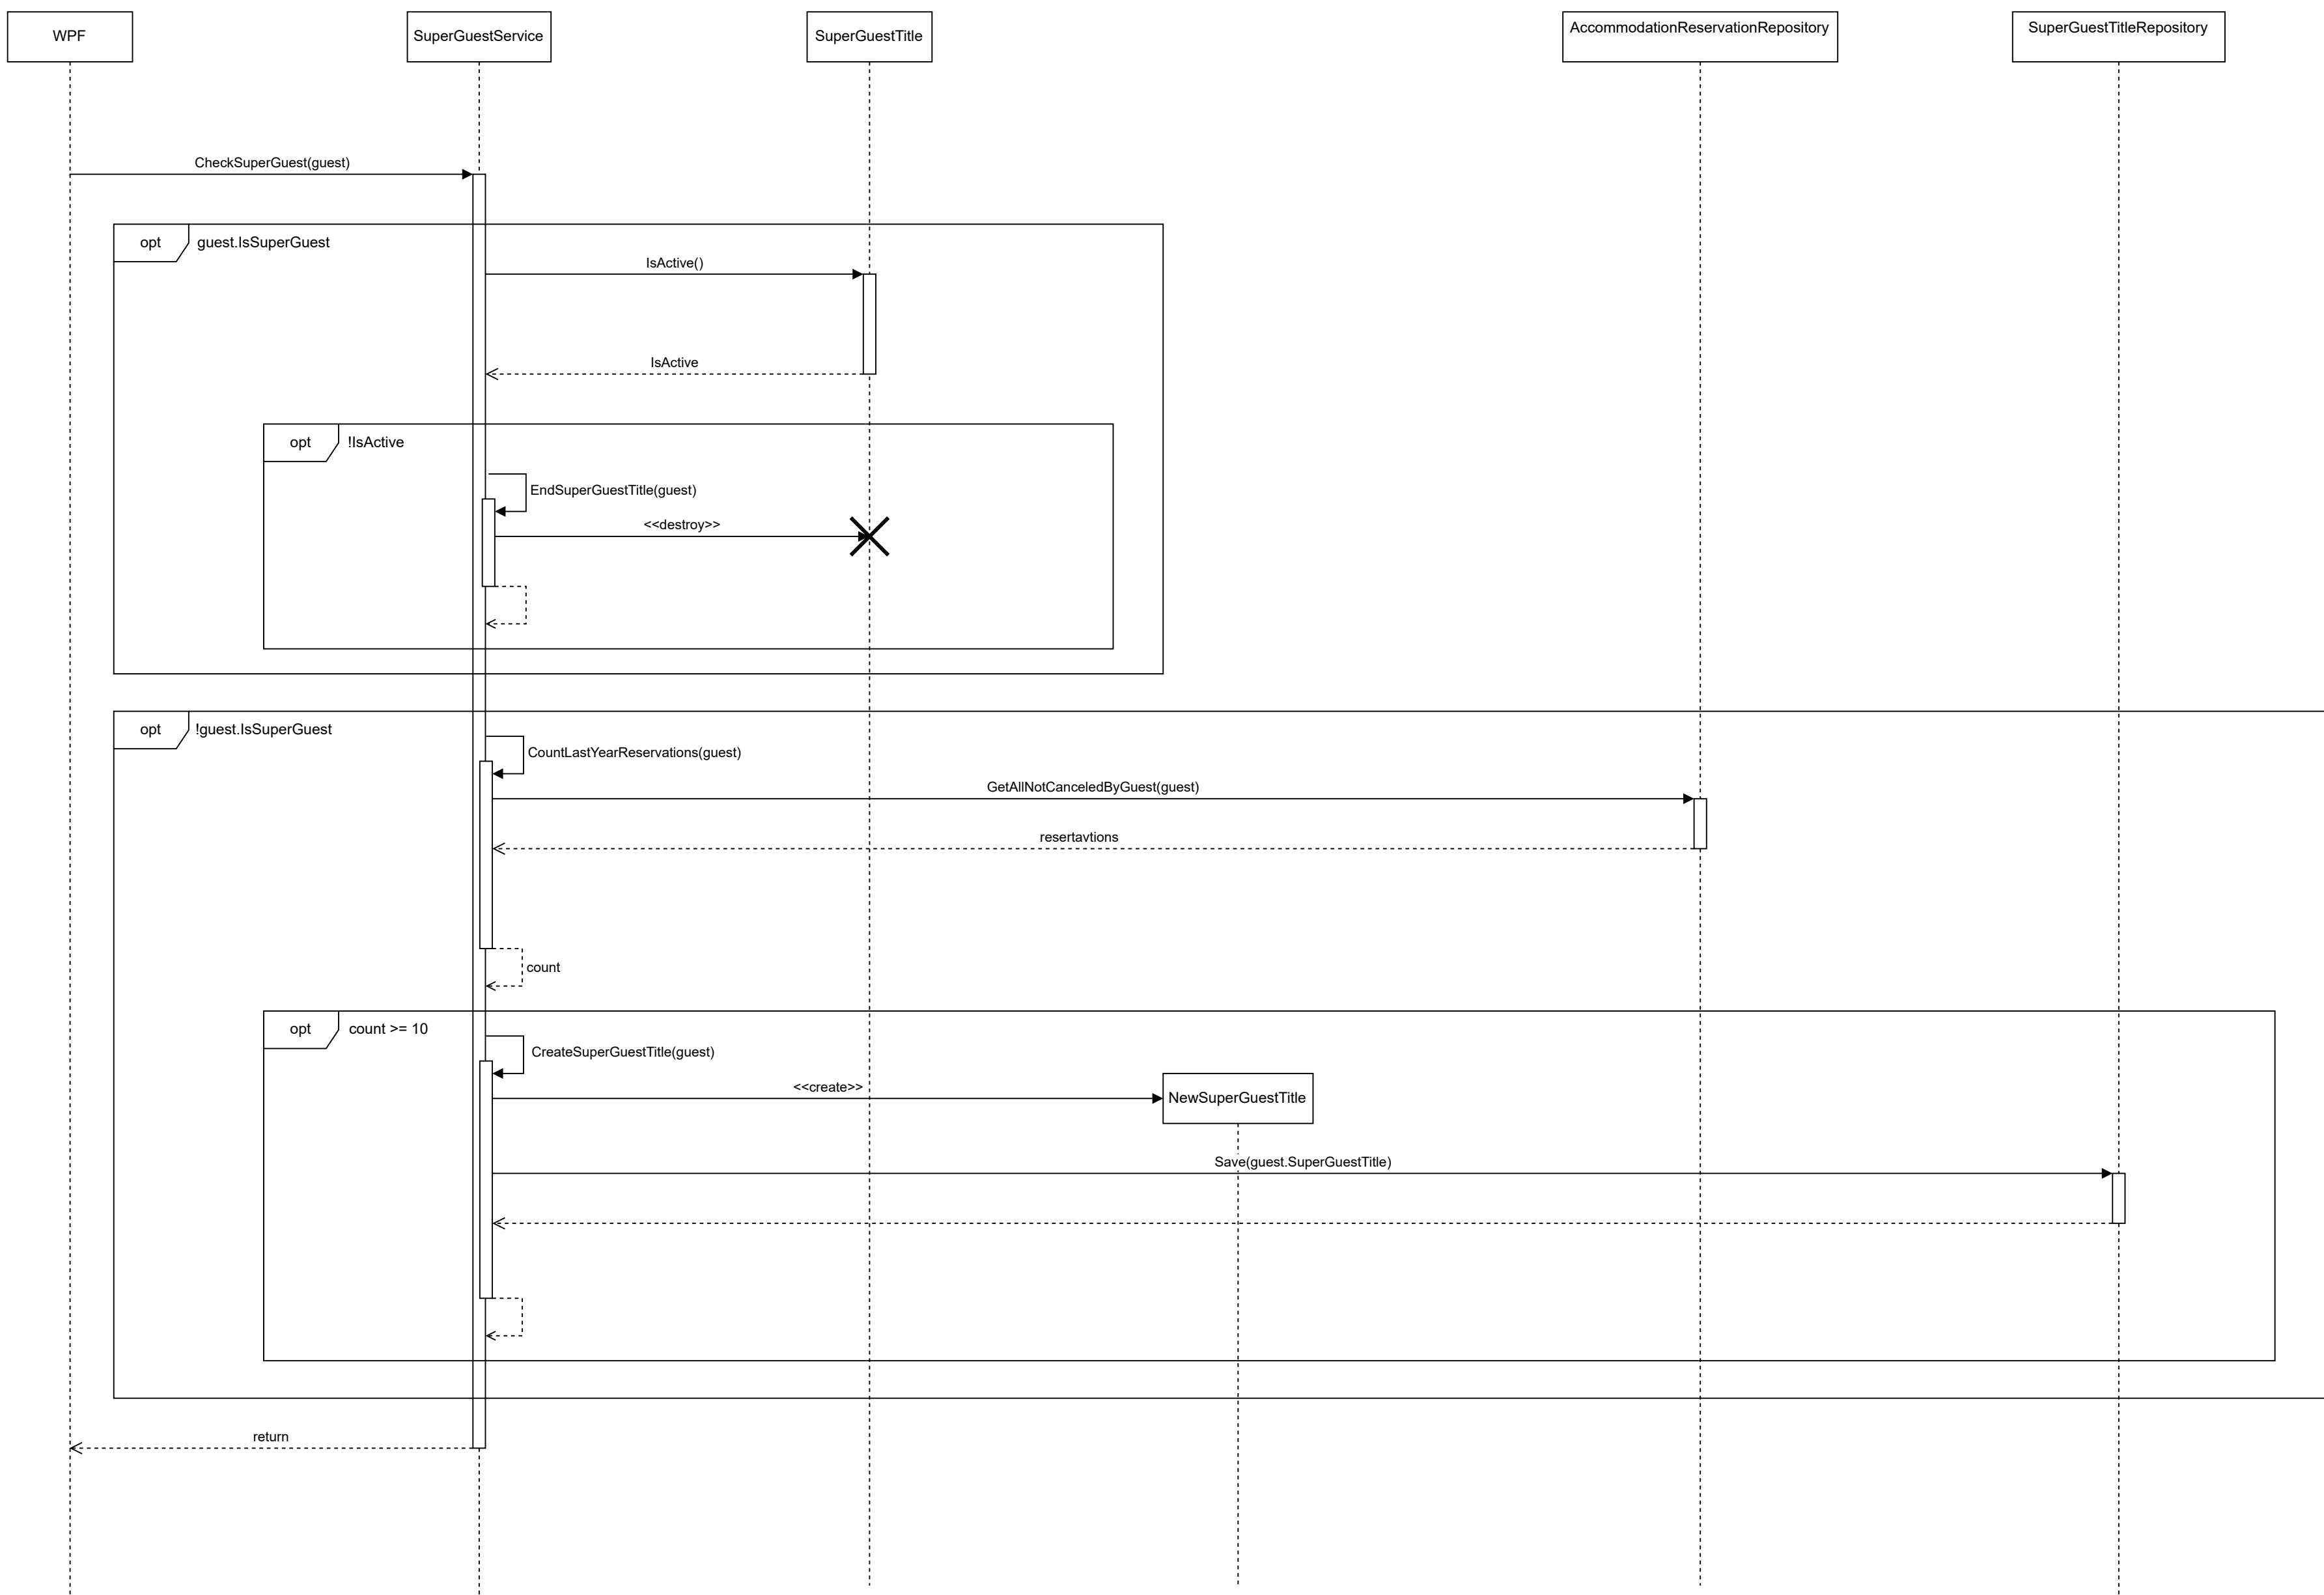 WPF
SuperGuestService
SuperGuestTitle
AccommodationReservationRepository
SuperGuestTitleRepository
CheckSuperGuest(guest)
opt
guest.IsSuperGuest
IsActive()
IsActive
opt
!IsActive
EndSuperGuestTitle(guest)
<<destroy>>
opt
!guest.IsSuperGuest
CountLastYearReservations(guest)
GetAllNotCanceledByGuest(guest)
resertavtions
count
opt
count >= 10
CreateSuperGuestTitle(guest)
<<create>>
NewSuperGuestTitle
Save(guest.SuperGuestTitle)
return